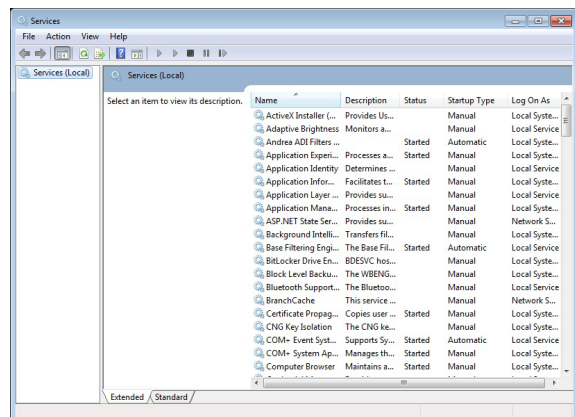 Services
File Action View Help
Services (Local)
Services (Local)
Select an item to view its description.
Name Description Status Startup Type Log On As
ActiveX Installer (... Provides Us... Manual Local Syste...
Adaptive Brightness Monitors a... Manual Local Service
Andrea ADI Filters ... Started Automatic Local Syste...
Application Experi... Processes a... Started Manual Local Syste...
Application Identity Determines ... Manual Local Service
Application Infor... Facilitates t... Started Manual Local Syste...
Application Layer ... Provides su... Manual Local Service
Application Mana... Processes in... Started Manual Local Syste...
ASP.NET State Ser... Provides su... Manual Network S...
Background Intelli... Transfers fil... Manual Local Syste...
Base Filtering Engi... The Base Fil... Started Automatic Local Service
BitLocker Drive En... BDESVC hos... Manual Local Syste...
Block Level Backu... The WBENG... Manual Local Syste...
Bluetooth Support... The Bluetoo... Manual Local Service
BranchCache This service ... Manual Network S...
Certificate Propag... Copies user ... Started Manual Local Syste...
CNG Key Isolation The CNG ke... Manual Local Syste...
COM+ Event Syst... Supports Sy... Started Automatic Local Service
COM+ System Ap... Manages th... Started Manual Local Syste...
Computer Browser Maintains a... Started Manual Local Syste...
Extended Standard